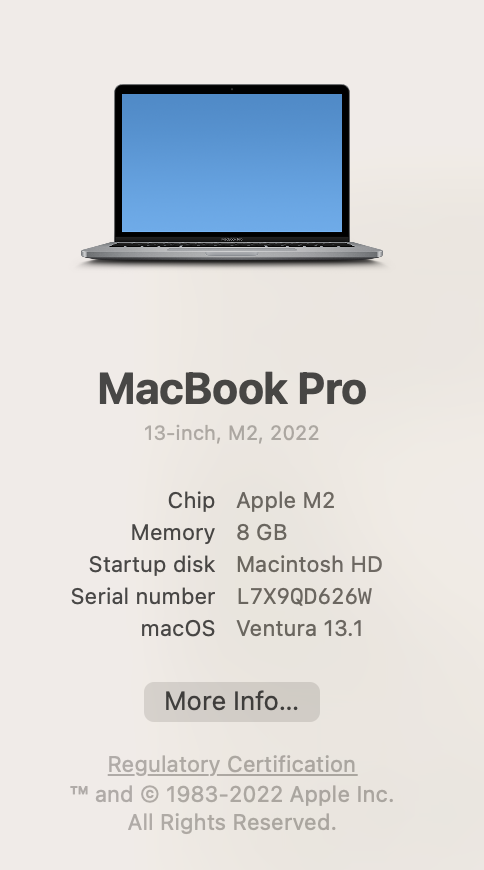 MacBook Pro
13-inch, M2, 2022
Chip Apple M2
Memory 8 GB
Startup disk Macintosh HD
Serial number L7X9QD626W
macOS Ventura 13.1
More Info...
Regulatory Certification
™ and © 1983-2022 Apple Inc.
All Rights Reserved.